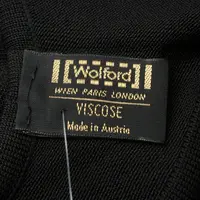 Wolford
WIEN PARIS LONDON
VISCOSE
Made in Austria